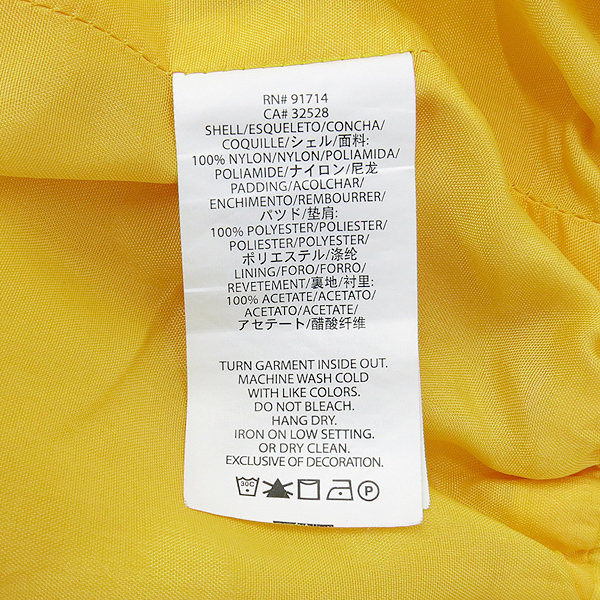 RN# 91714
CA# 32528
SHELL/ESQUELETO/CONCHA/
COQUILLE/シェル/面料:
100% NYLON/NYLON/POLIAMIDA/
POLIAMIDE/ナイロン/尼龙
PADDING/ACOLCHAR/
ENCHIMENTO/REMBOURRER/
パッド/垫肩:
100% POLYESTER/POLIESTER/
POLIESTER/POLYESTER/
ポリエステル/涤纶
LINING/FORO/FORRO/
REVETEMENT/裏地/衬里:
100% ACETATE/ACETATO/
ACETATO/ACETATE/
アセテート/醋酸纤维
TURN GARMENT INSIDE OUT.
MACHINE WASH COLD
WITH LIKE COLORS.
DO NOT BLEACH.
HANG DRY.
IRON ON LOW SETTING.
OR DRY CLEAN.
EXCLUSIVE OF DECORATION.
30C P